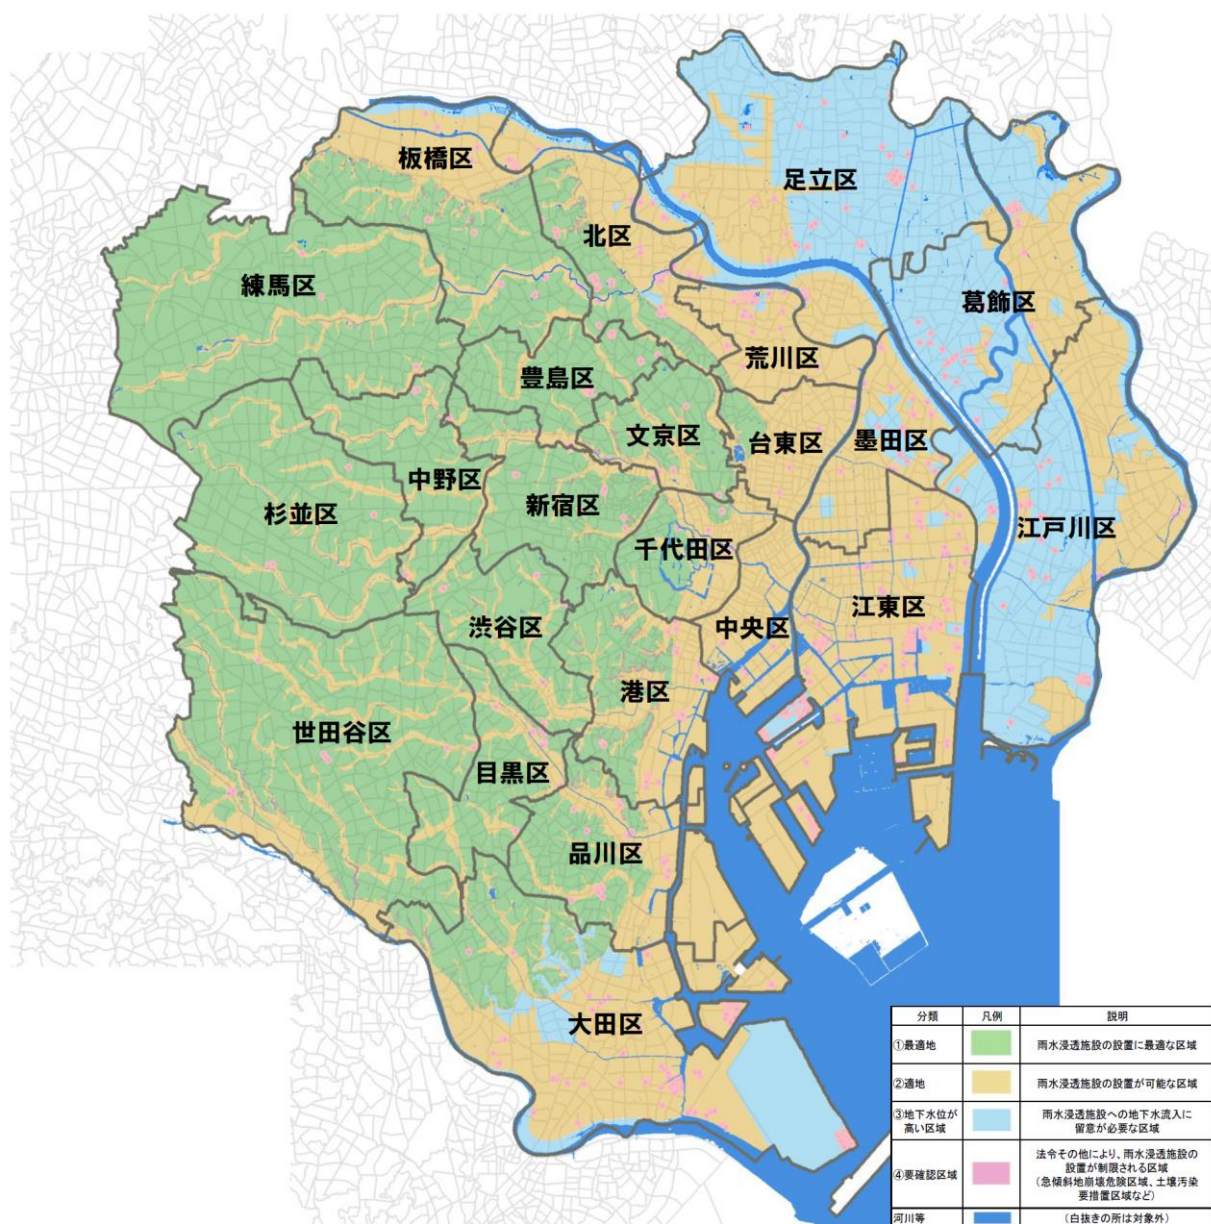 板橋区
足立区
北区
練馬区
葛飾区
荒川区
豊島区
文京区
台東区
墨田区
中野区
新宿区
杉並区
江戸川区
千代田区
江東区
渋谷区
中央区
港区
世田谷区
目黒区
品川区
大田区
分類 凡例 説明
①最適地 雨水浸透施設の設置に最適な区域
②適地 雨水浸透施設の設置が可能な区域
③地下水位が
高い区域
雨水浸透施設への地下水流入に
留意が必要な区域
④要確認区域
法令その他により、雨水浸透施設の
設置が制限される区域
(急傾斜地崩壊危険区域、土壌汚染
要措置区域など)
河川等 (白抜きの所は対象外)